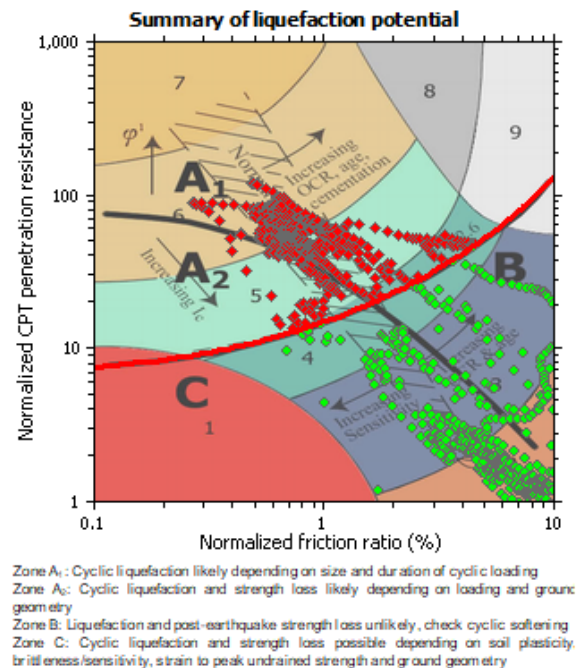 Summary of liquefaction potential
1,000
7
8
9
φ'
Increasing
OCR, age,
cementation
A₁
100
6
A₂
B
Increasing Ic
5
10
4
Increasing
3
C
Increasing
Sensitivity
1
1
0.1
1
10
Normalized CPT penetration resistance
Normalized friction ratio (%)
Zone A₁: Cyclic liquefaction likely depending on size and duration of cyclic loading
Zone A₂: Cyclic liquefaction and strength loss likely depending on loading and ground
geometry
Zone B: Liquefaction and post-earthquake strength loss unlikely, check cyclic softening
Zone C: Cyclic liquefaction and strength loss possible depending on soil plasticity,
brittleness/sensitivity, strain to peak undrained strength and ground geometry